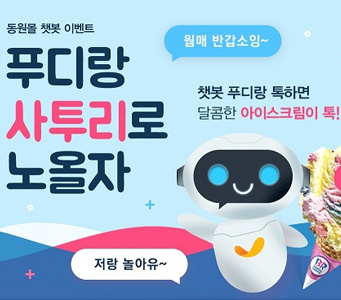 동원몰 챗봇 이벤트
푸디랑
사투리로
노올자
월매 반갑소잉~
챗봇 푸디랑 톡하면
달콤한 아이스크림이 톡!
저랑 놀아유~
BR